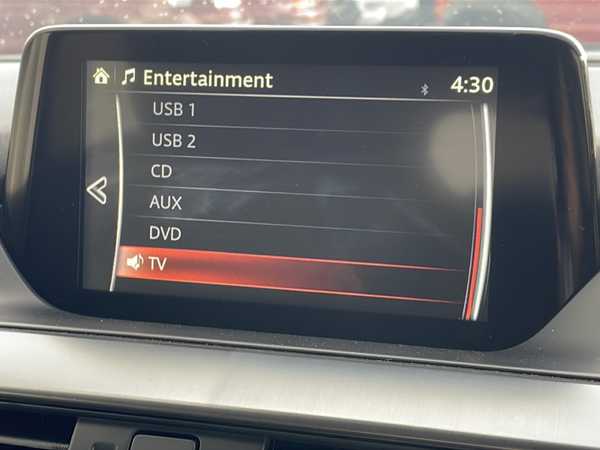 Entertainment
4:30
USB 1
USB 2
CD
AUX
DVD
TV